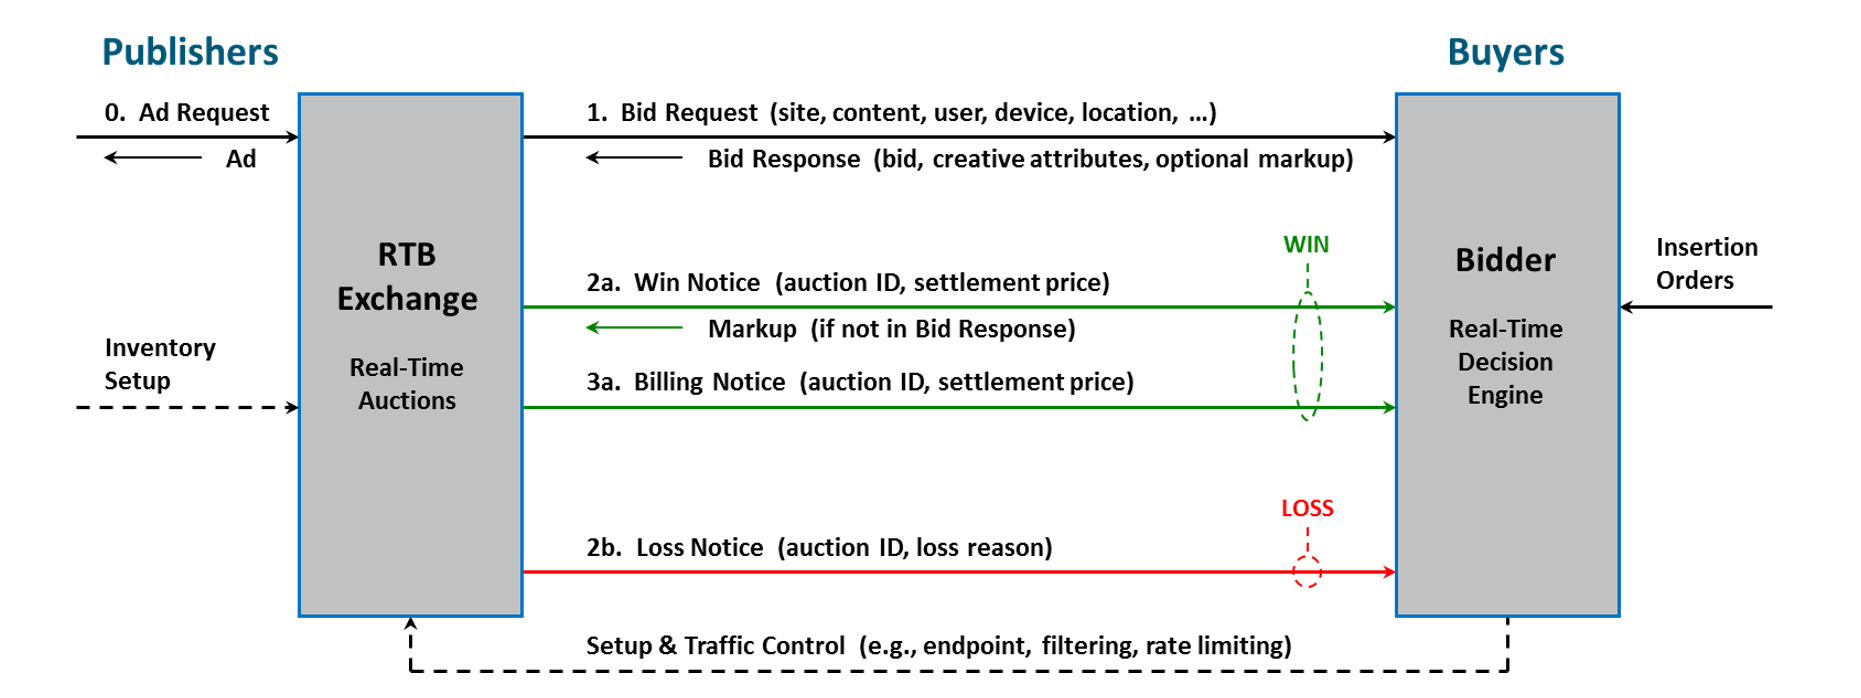 Publishers
Buyers
0. Ad Request
Ad
1. Bid Request (site, content, user, device, location, ...)
Bid Response (bid, creative attributes, optional markup)
RTB
Exchange
Real-Time
Auctions
Inventory
Setup
WIN
2a. Win Notice (auction ID, settlement price)
Markup (if not in Bid Response)
3a. Billing Notice (auction ID, settlement price)
Bidder
Real-Time
Decision
Engine
Insertion
Orders
LOSS
2b. Loss Notice (auction ID, loss reason)
Setup & Traffic Control (e.g., endpoint, filtering, rate limiting)